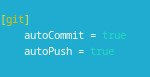 [git]
    autoCommit = true
    autoPush = true